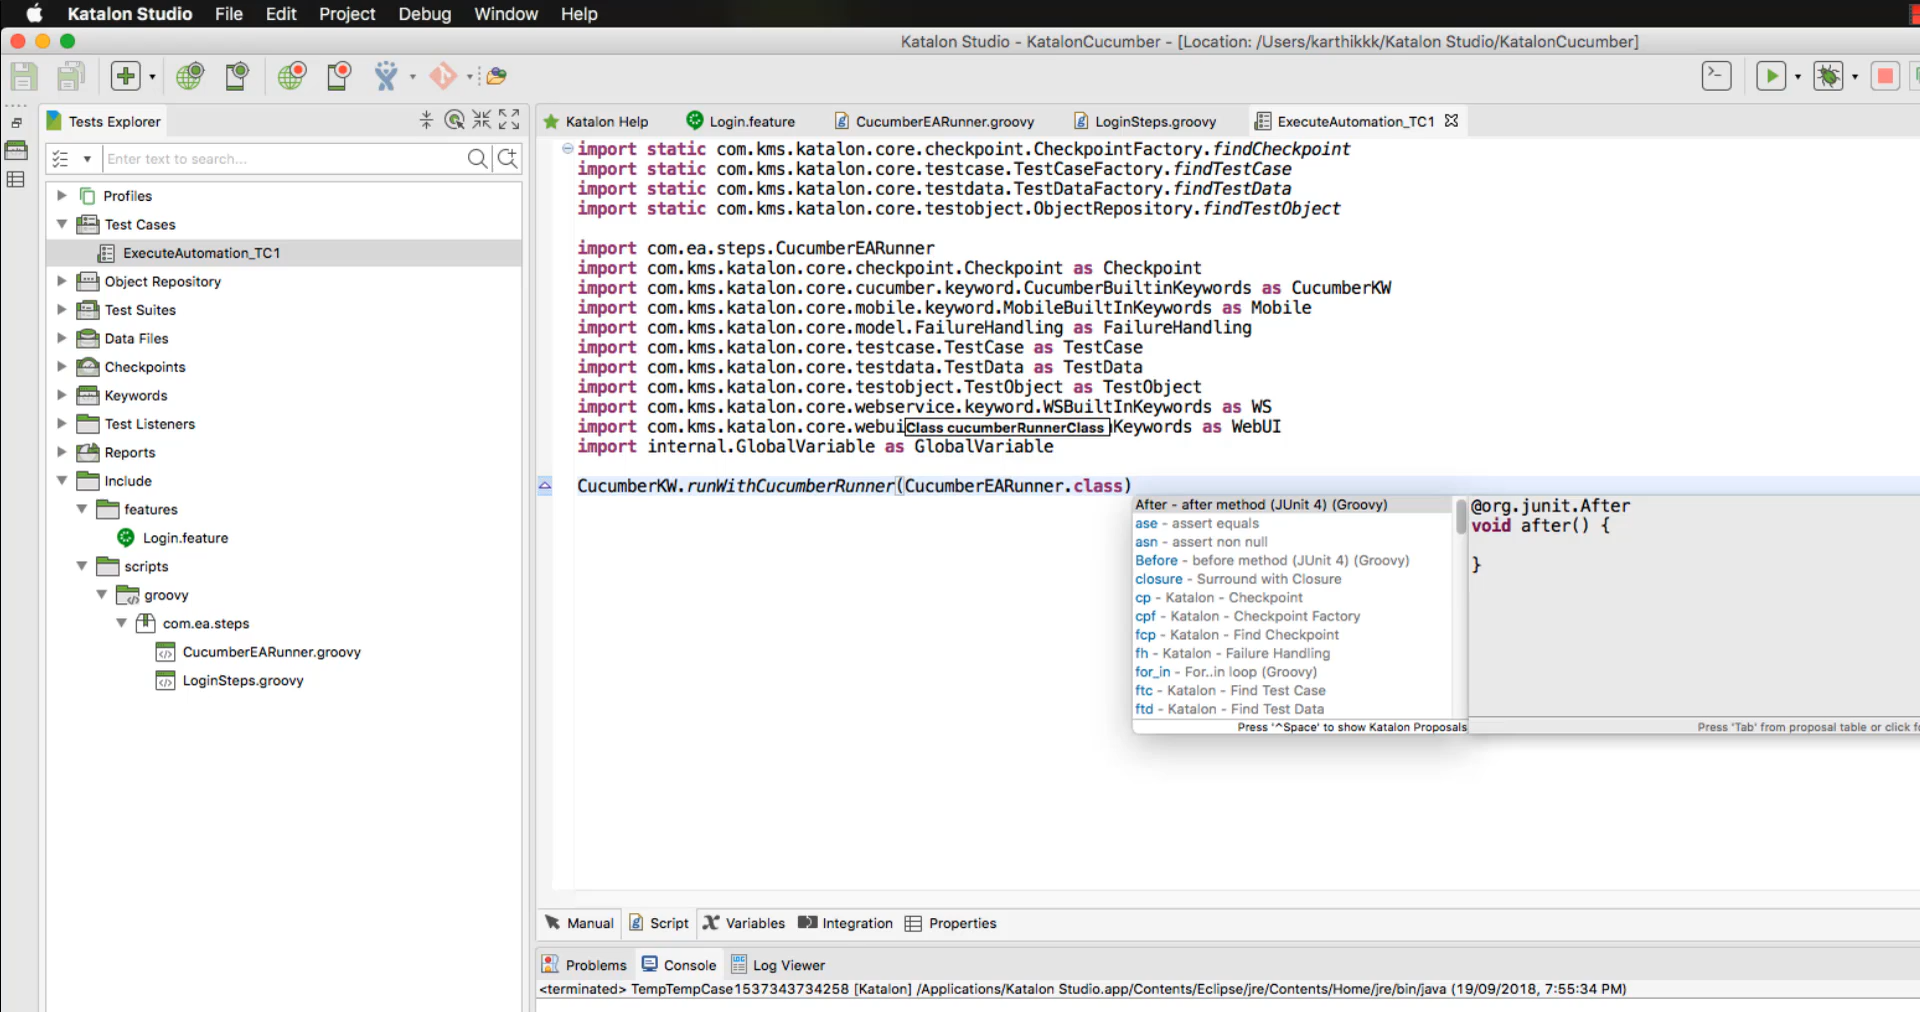 Katalon Studio File Edit Project Debug Window Help
Katalon Studio - KatalonCucumber - [Location: /Users/karthikkk/Katalon Studio/KatalonCucumber]
Tests Explorer
Enter text to search...
Profiles
Test Cases
ExecuteAutomation_TC1
Object Repository
Test Suites
Data Files
Checkpoints
Keywords
Test Listeners
Reports
Include
features
Login.feature
scripts
groovy
com.ea.steps
CucumberEARunner.groovy
LoginSteps.groovy
Katalon Help Login.feature CucumberEARunner.groovy LoginSteps.groovy ExecuteAutomation_TC1
import static com.kms.katalon.core.checkpoint.CheckpointFactory.findCheckpoint
import static com.kms.katalon.core.testcase.TestCaseFactory.findTestCase
import static com.kms.katalon.core.testdata.TestDataFactory.findTestData
import static com.kms.katalon.core.testobject.ObjectRepository.findTestObject
import com.ea.steps.CucumberEARunner
import com.kms.katalon.core.checkpoint.Checkpoint as Checkpoint
import com.kms.katalon.core.cucumber.keyword.CucumberBuiltinKeywords as CucumberKW
import com.kms.katalon.core.mobile.keyword.MobileBuiltInKeywords as Mobile
import com.kms.katalon.core.model.FailureHandling as FailureHandling
import com.kms.katalon.core.testcase.TestCase as TestCase
import com.kms.katalon.core.testdata.TestData as TestData
import com.kms.katalon.core.testobject.TestObject as TestObject
import com.kms.katalon.core.webservice.keyword.WSBuiltInKeywords as WS
import com.kms.katalon.core.webui Class cucumberRunnerClass Keywords as WebUI
import internal.GlobalVariable as GlobalVariable
CucumberKW.runWithCucumberRunner(CucumberEARunner.class)
After - after method (JUnit 4) (Groovy)
ase - assert equals
asn - assert non null
Before - before method (JUnit 4) (Groovy)
closure - Surround with Closure
cp - Katalon - Checkpoint
cpf - Katalon - Checkpoint Factory
fcp - Katalon - Find Checkpoint
fh - Katalon - Failure Handling
for_in - For..in loop (Groovy)
ftc - Katalon - Find Test Case
ftd - Katalon - Find Test Data
Press '^Space' to show Katalon Proposals
@org.junit.After
void after() {
}
Press 'Tab' from proposal table or click f
Manual Script Variables Integration Properties
Problems Console Log Viewer
<terminated> TempTempCase1537343734258 [Katalon] /Applications/Katalon Studio.app/Contents/Eclipse/jre/Contents/Home/jre/bin/java (19/09/2018, 7:55:34 PM)